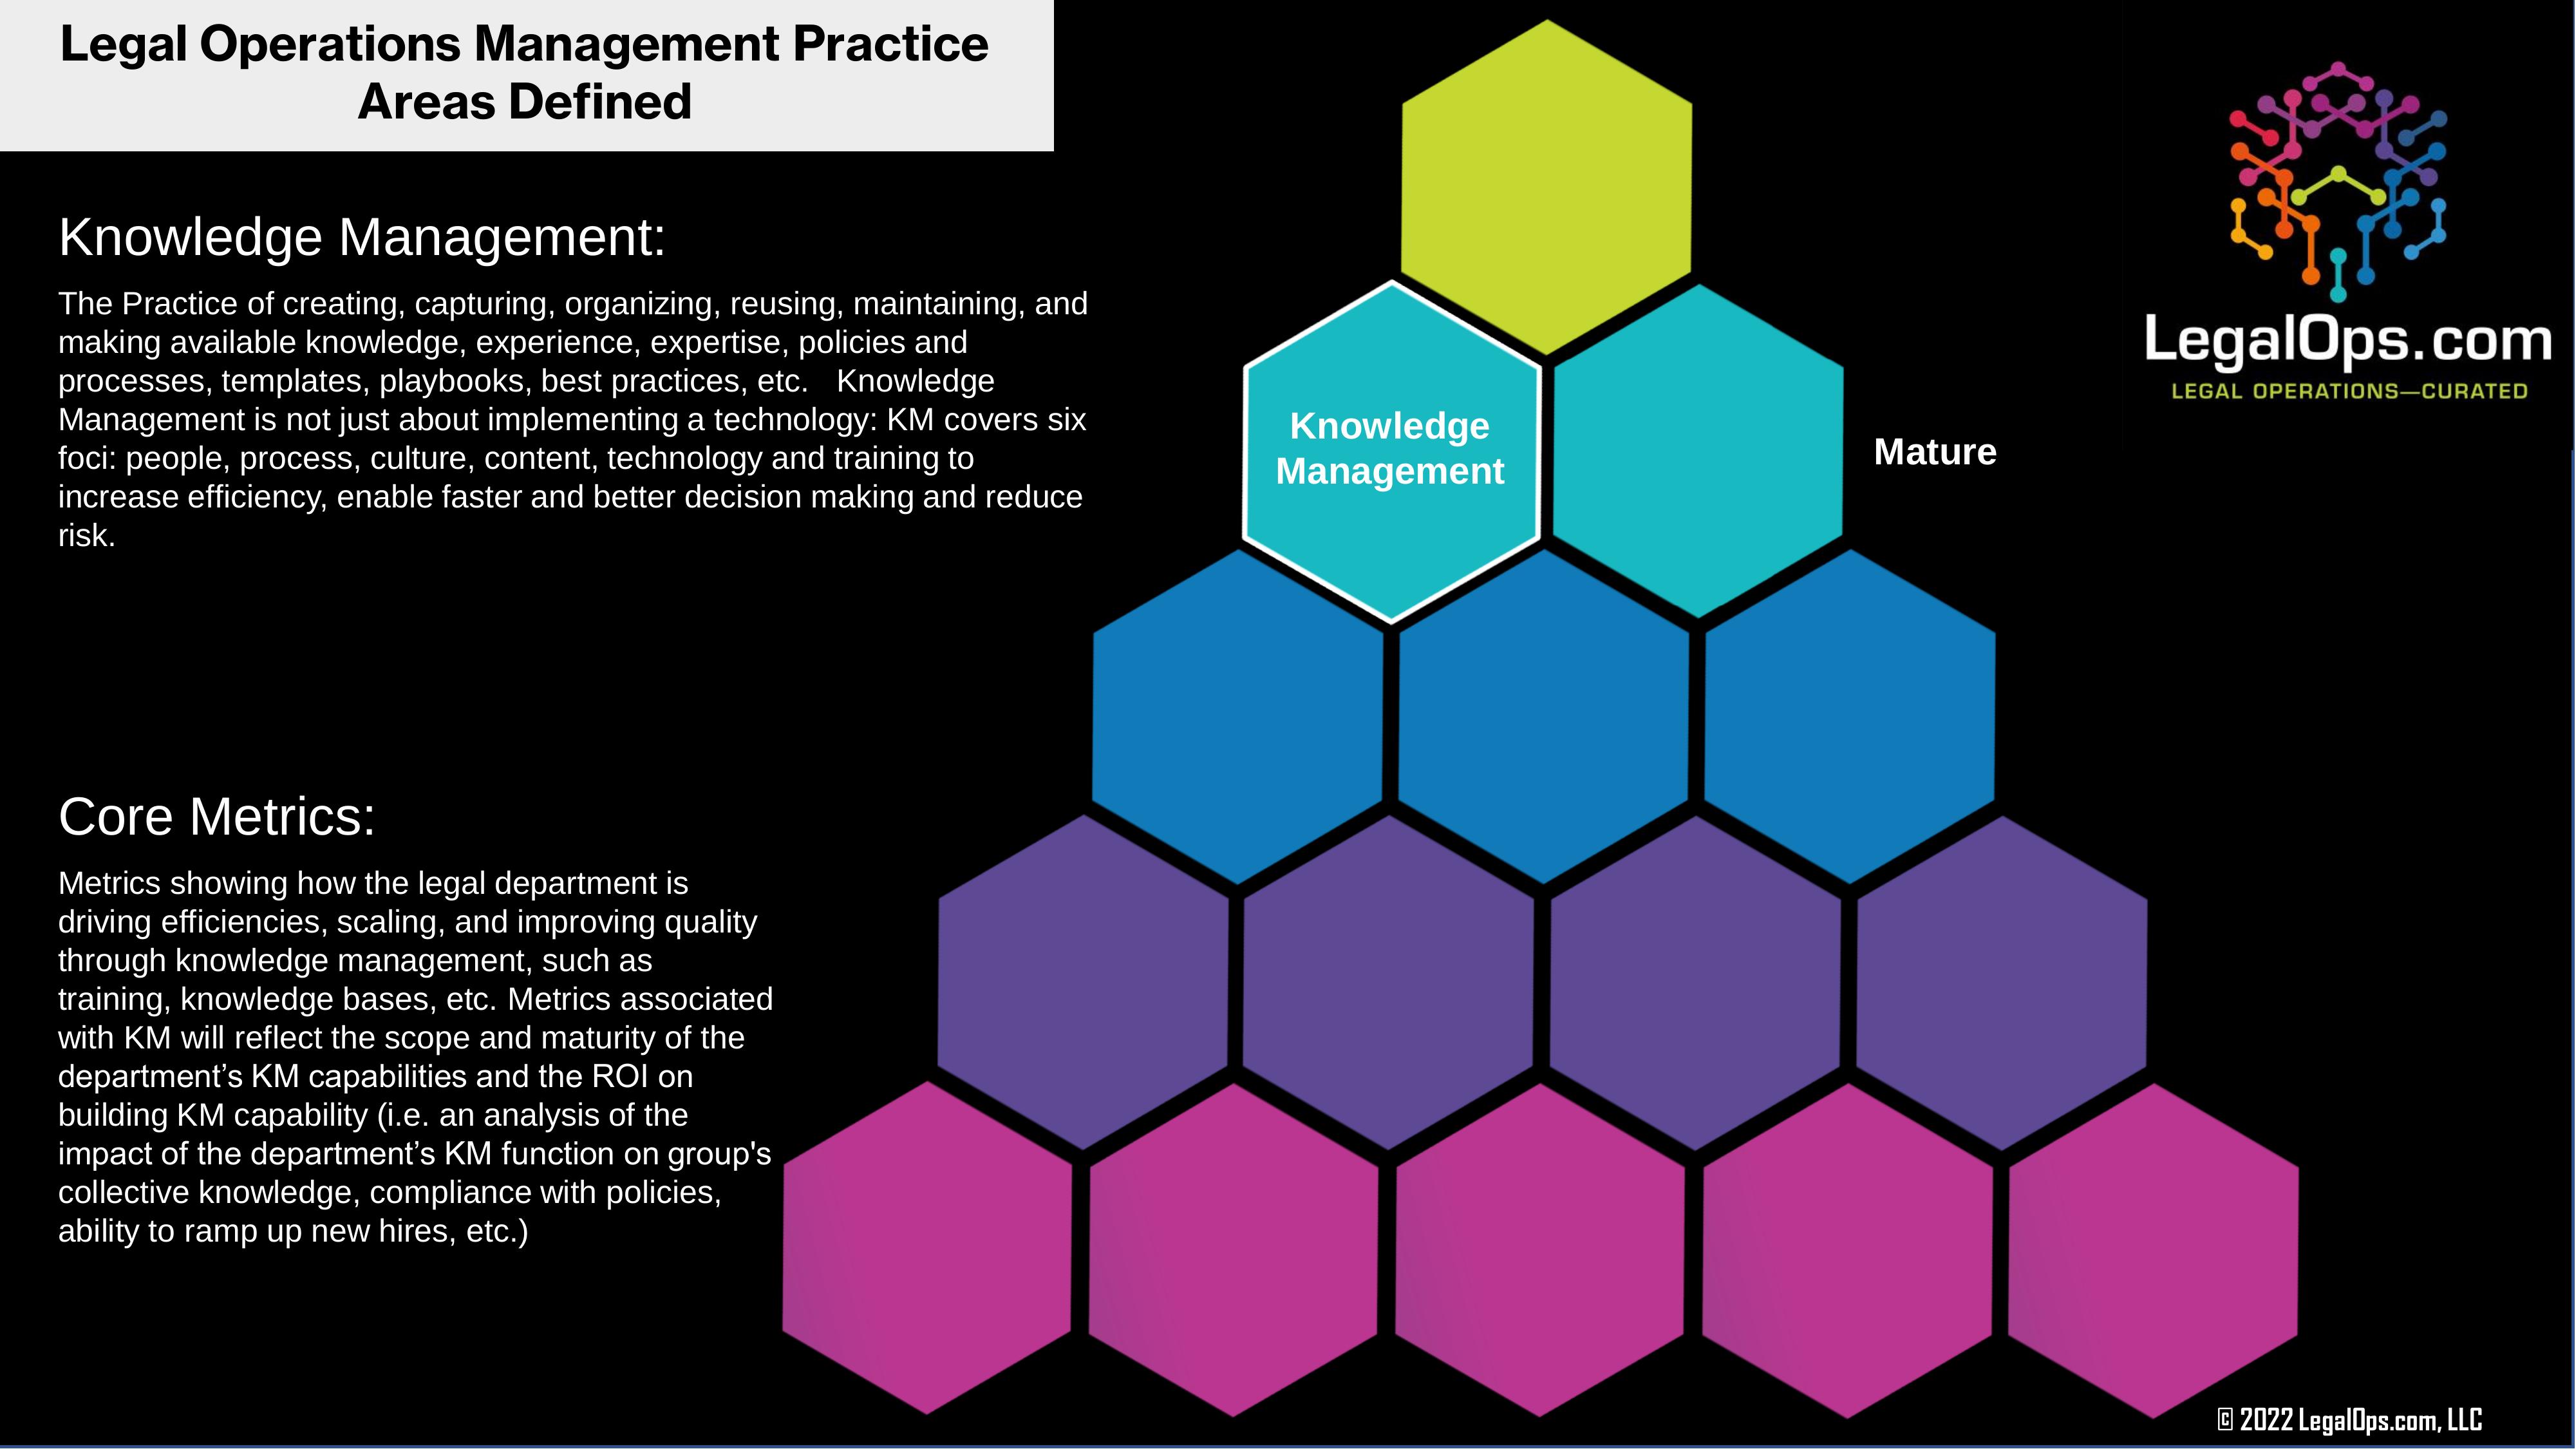 Legal Operations Management Practice
Areas Defined
Knowledge Management:
The Practice of creating, capturing, organizing, reusing, maintaining, and
making available knowledge, experience, expertise, policies and
processes, templates, playbooks, best practices, etc.   Knowledge
Management is not just about implementing a technology: KM covers six
foci: people, process, culture, content, technology and training to
increase efficiency, enable faster and better decision making and reduce
risk.
Core Metrics:
Metrics showing how the legal department is
driving efficiencies, scaling, and improving quality
through knowledge management, such as
training, knowledge bases, etc. Metrics associated
with KM will reflect the scope and maturity of the
department’s KM capabilities and the ROI on
building KM capability (i.e. an analysis of the
impact of the department’s KM function on group's
collective knowledge, compliance with policies,
ability to ramp up new hires, etc.)
Knowledge
Management
Mature
LegalOps.com
LEGAL OPERATIONS—CURATED
© 2022 LegalOps.com, LLC